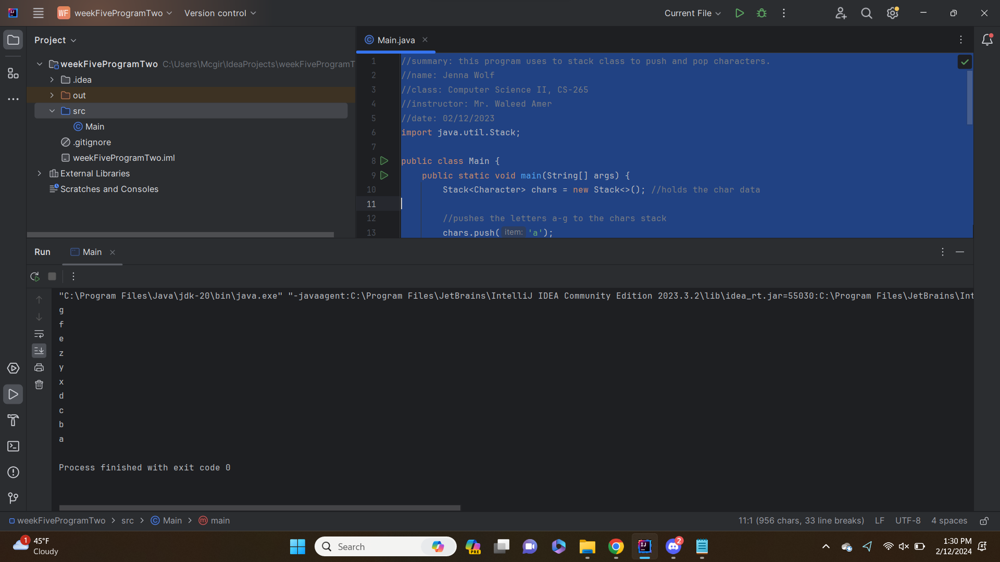 WF weekFiveProgramTwo Version control Current File
Project
Main.java
weekFiveProgramTwo C:\Users\Mcgir\IdeaProjects\weekFiveProgramT
.idea
out
src
Main
.gitignore
weekFiveProgramTwo.iml
External Libraries
Scratches and Consoles
1 //summary: this program uses to stack class to push and pop characters.
2 //name: Jenna Wolf
3 //class: Computer Science II, CS-265
4 //instructor: Mr. Waleed Amer
5 //date: 02/12/2023
6 import java.util.Stack;
7
8 public class Main {
9 public static void main(String[] args) {
10 Stack<Character> chars = new Stack<>(); //holds the char data
11
12 //pushes the letters a-g to the chars stack
13 chars.push( item: 'a');
Run Main
"C:\Program Files\Java\jdk-20\bin\java.exe" "-javaagent:C:\Program Files\JetBrains\IntelliJ IDEA Community Edition 2023.3.2\lib\idea_rt.jar=55030:C:\Program Files\JetBrains\Int
g
f
e
z
y
x
d
c
b
a
Process finished with exit code 0
weekFiveProgramTwo > src > Main > main 11:1 (956 chars, 33 line breaks) LF UTF-8 4 spaces
1 45°F
Cloudy
Search
PRE
2
1:30 PM
2/12/2024